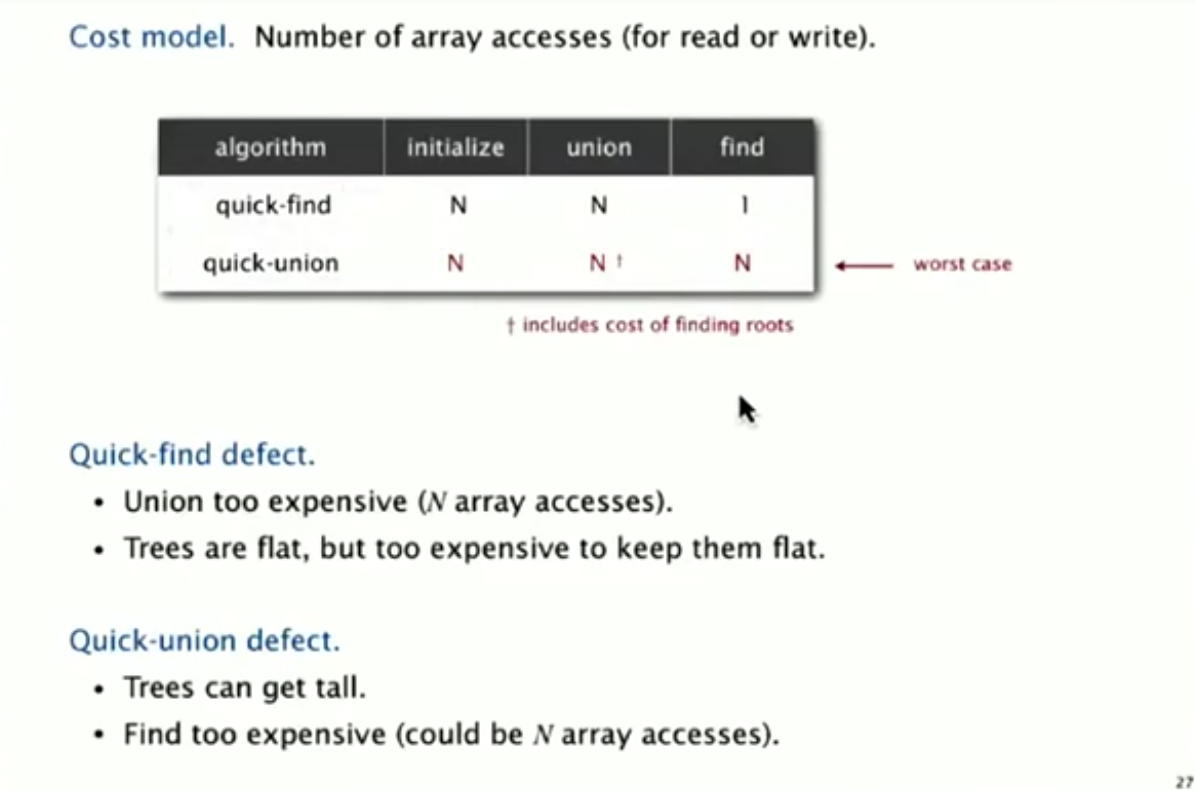 Cost model. Number of array accesses (for read or write).
algorithm initialize union find
quick-find N N 1
quick-union N N † N worst case
† includes cost of finding roots
Quick-find defect.
• Union too expensive (N array accesses).
• Trees are flat, but too expensive to keep them flat.
Quick-union defect.
• Trees can get tall.
• Find too expensive (could be N array accesses).
27